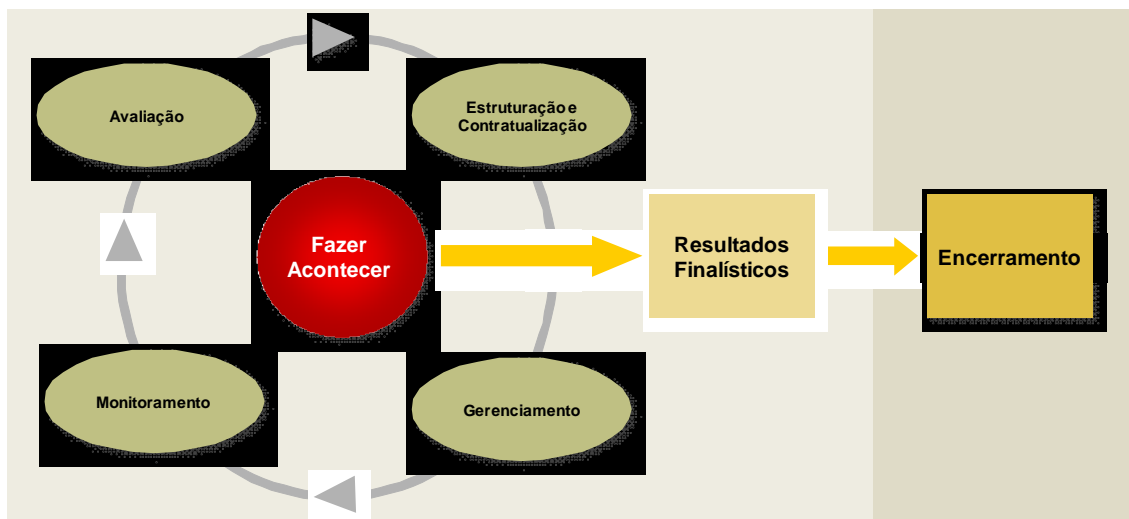 Avaliação
Estruturação e
Contratualização
Fazer
Acontecer
Resultados
Finalísticos
Encerramento
Monitoramento
Gerenciamento